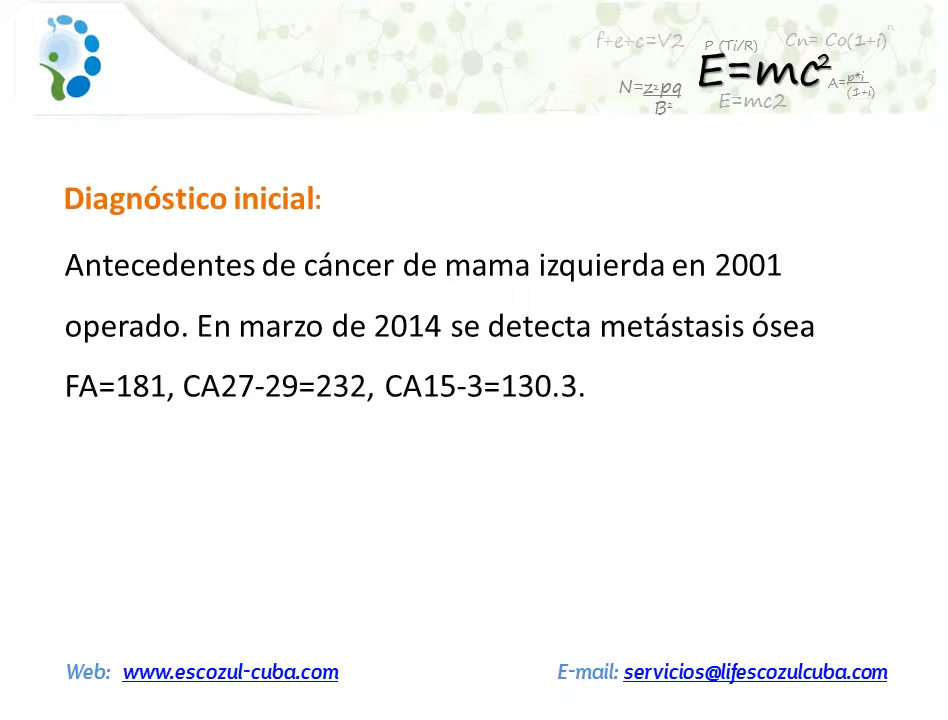 f+e+c=V2
P (Ti/R)
Cn= Co(1+i)n
E=mc2
N=z2pq
B2
E=mc2
A=p*i
(1+i)
Diagnóstico inicial:
Antecedentes de cáncer de mama izquierda en 2001
operado. En marzo de 2014 se detecta metástasis ósea
FA=181, CA27-29=232, CA15-3=130.3.
Web: www.escozul-cuba.com E-mail: servicios@lifescozulcuba.com